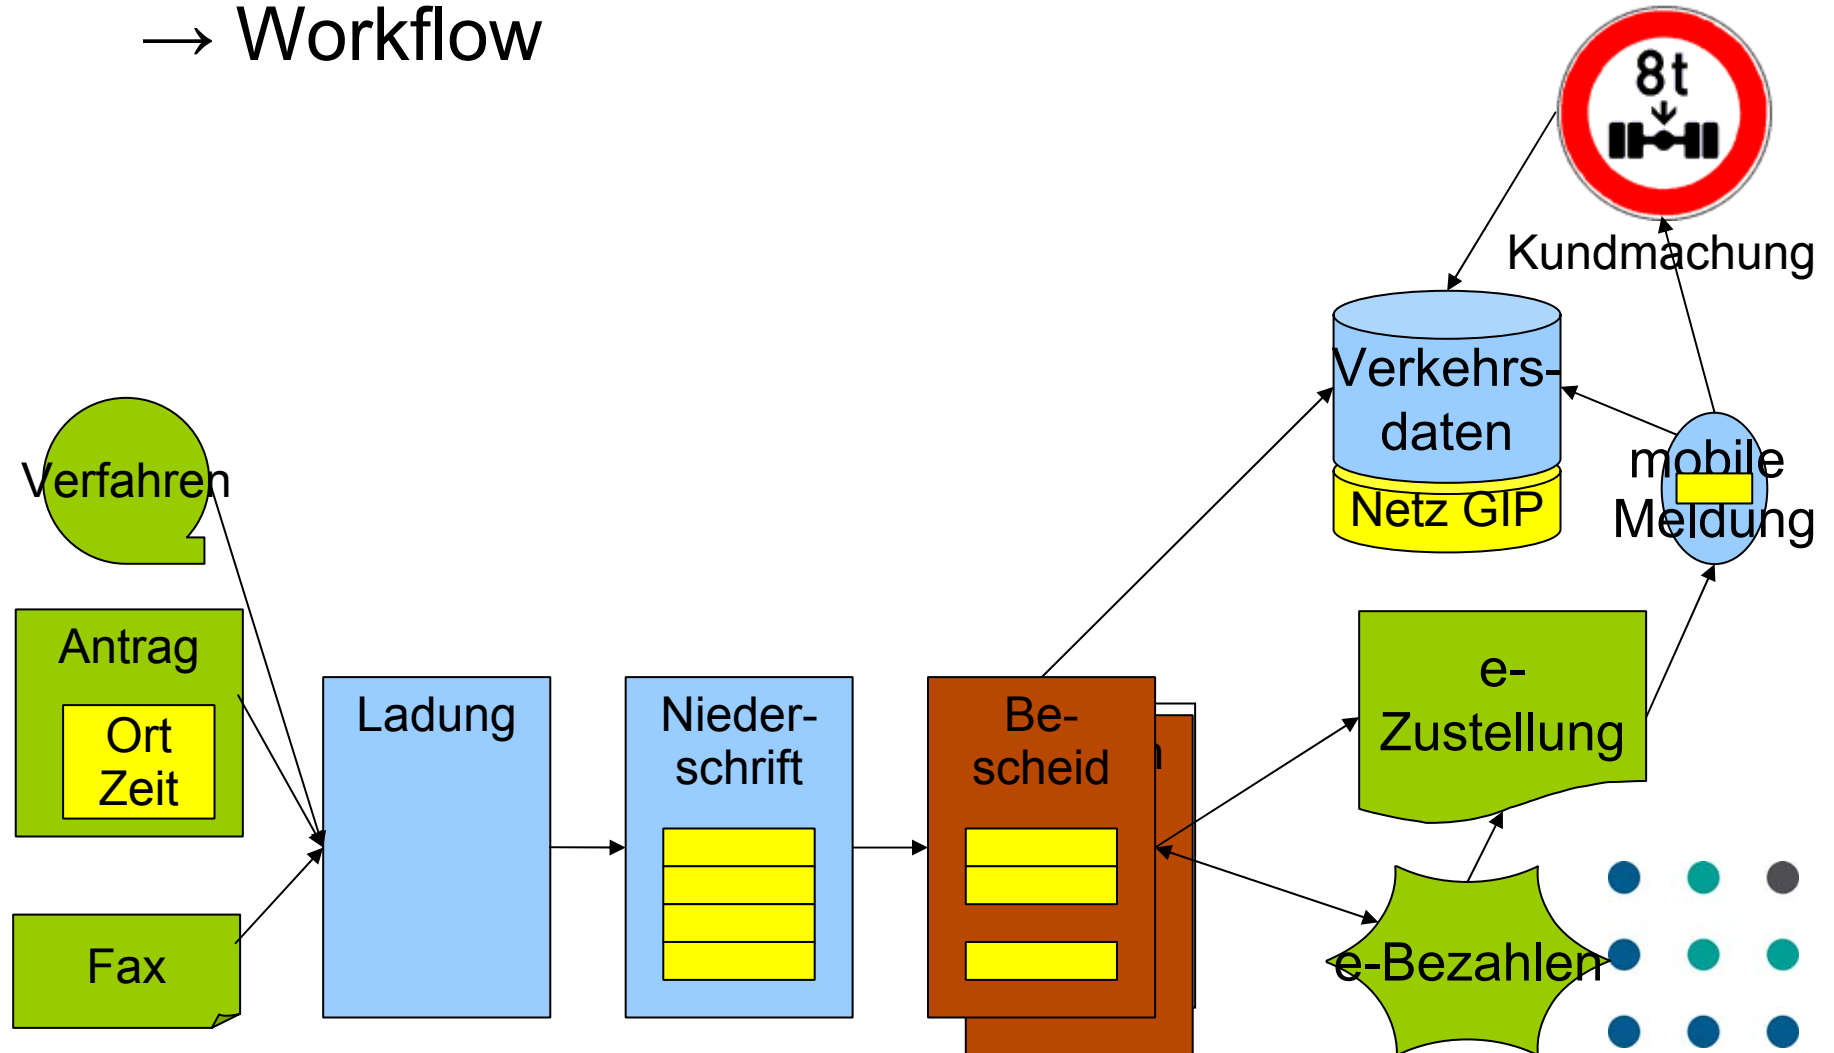 → Workflow
8t
Kundmachung
Verkehrs-
daten
Netz GIP
mobile
Meldung
Verfahren
Antrag
Ort
Zeit
Fax
Ladung
Nieder-
schrift
Be-
scheid
e-
Zustellung
e-Bezahlen